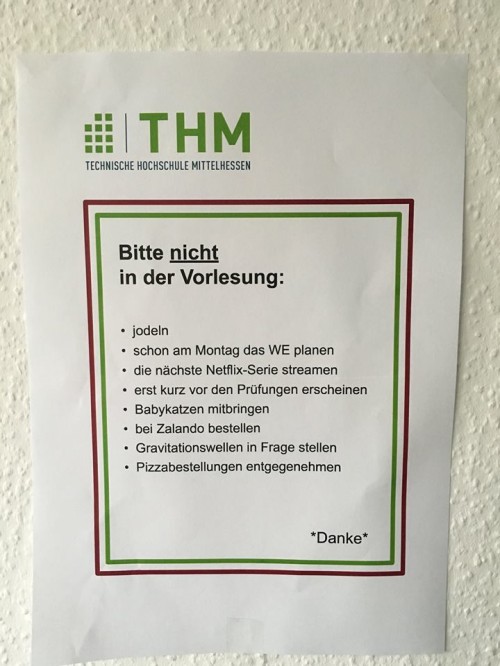 THM
TECHNISCHE HOCHSCHULE MITTELHESSEN
Bitte nicht
in der Vorlesung:
• jodeln
• schon am Montag das WE planen
• die nächste Netflix-Serie streamen
• erst kurz vor den Prüfungen erscheinen
• Babykatzen mitbringen
• bei Zalando bestellen
• Gravitationswellen in Frage stellen
• Pizzabestellungen entgegenehmen
*Danke*